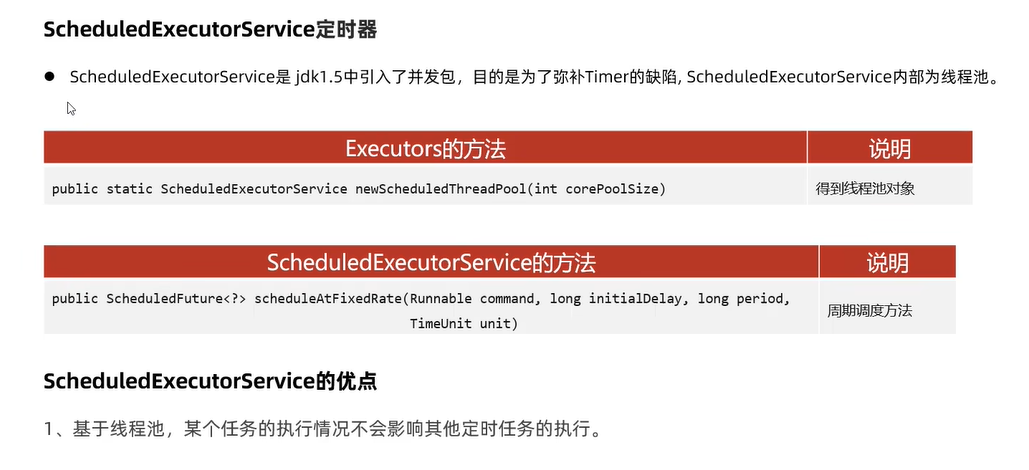 ScheduledExecutorService定时器
● ScheduledExecutorService是 jdk1.5中引入了并发包，目的是为了弥补Timer的缺陷, ScheduledExecutorService内部为线程池。
Executors的方法 说明
public static ScheduledExecutorService newScheduledThreadPool(int corePoolSize) 得到线程池对象
ScheduledExecutorService的方法 说明
public ScheduledFuture<?> scheduleAtFixedRate(Runnable command, long initialDelay, long period,
TimeUnit unit) 周期调度方法
ScheduledExecutorService的优点
1、基于线程池，某个任务的执行情况不会影响其他定时任务的执行。